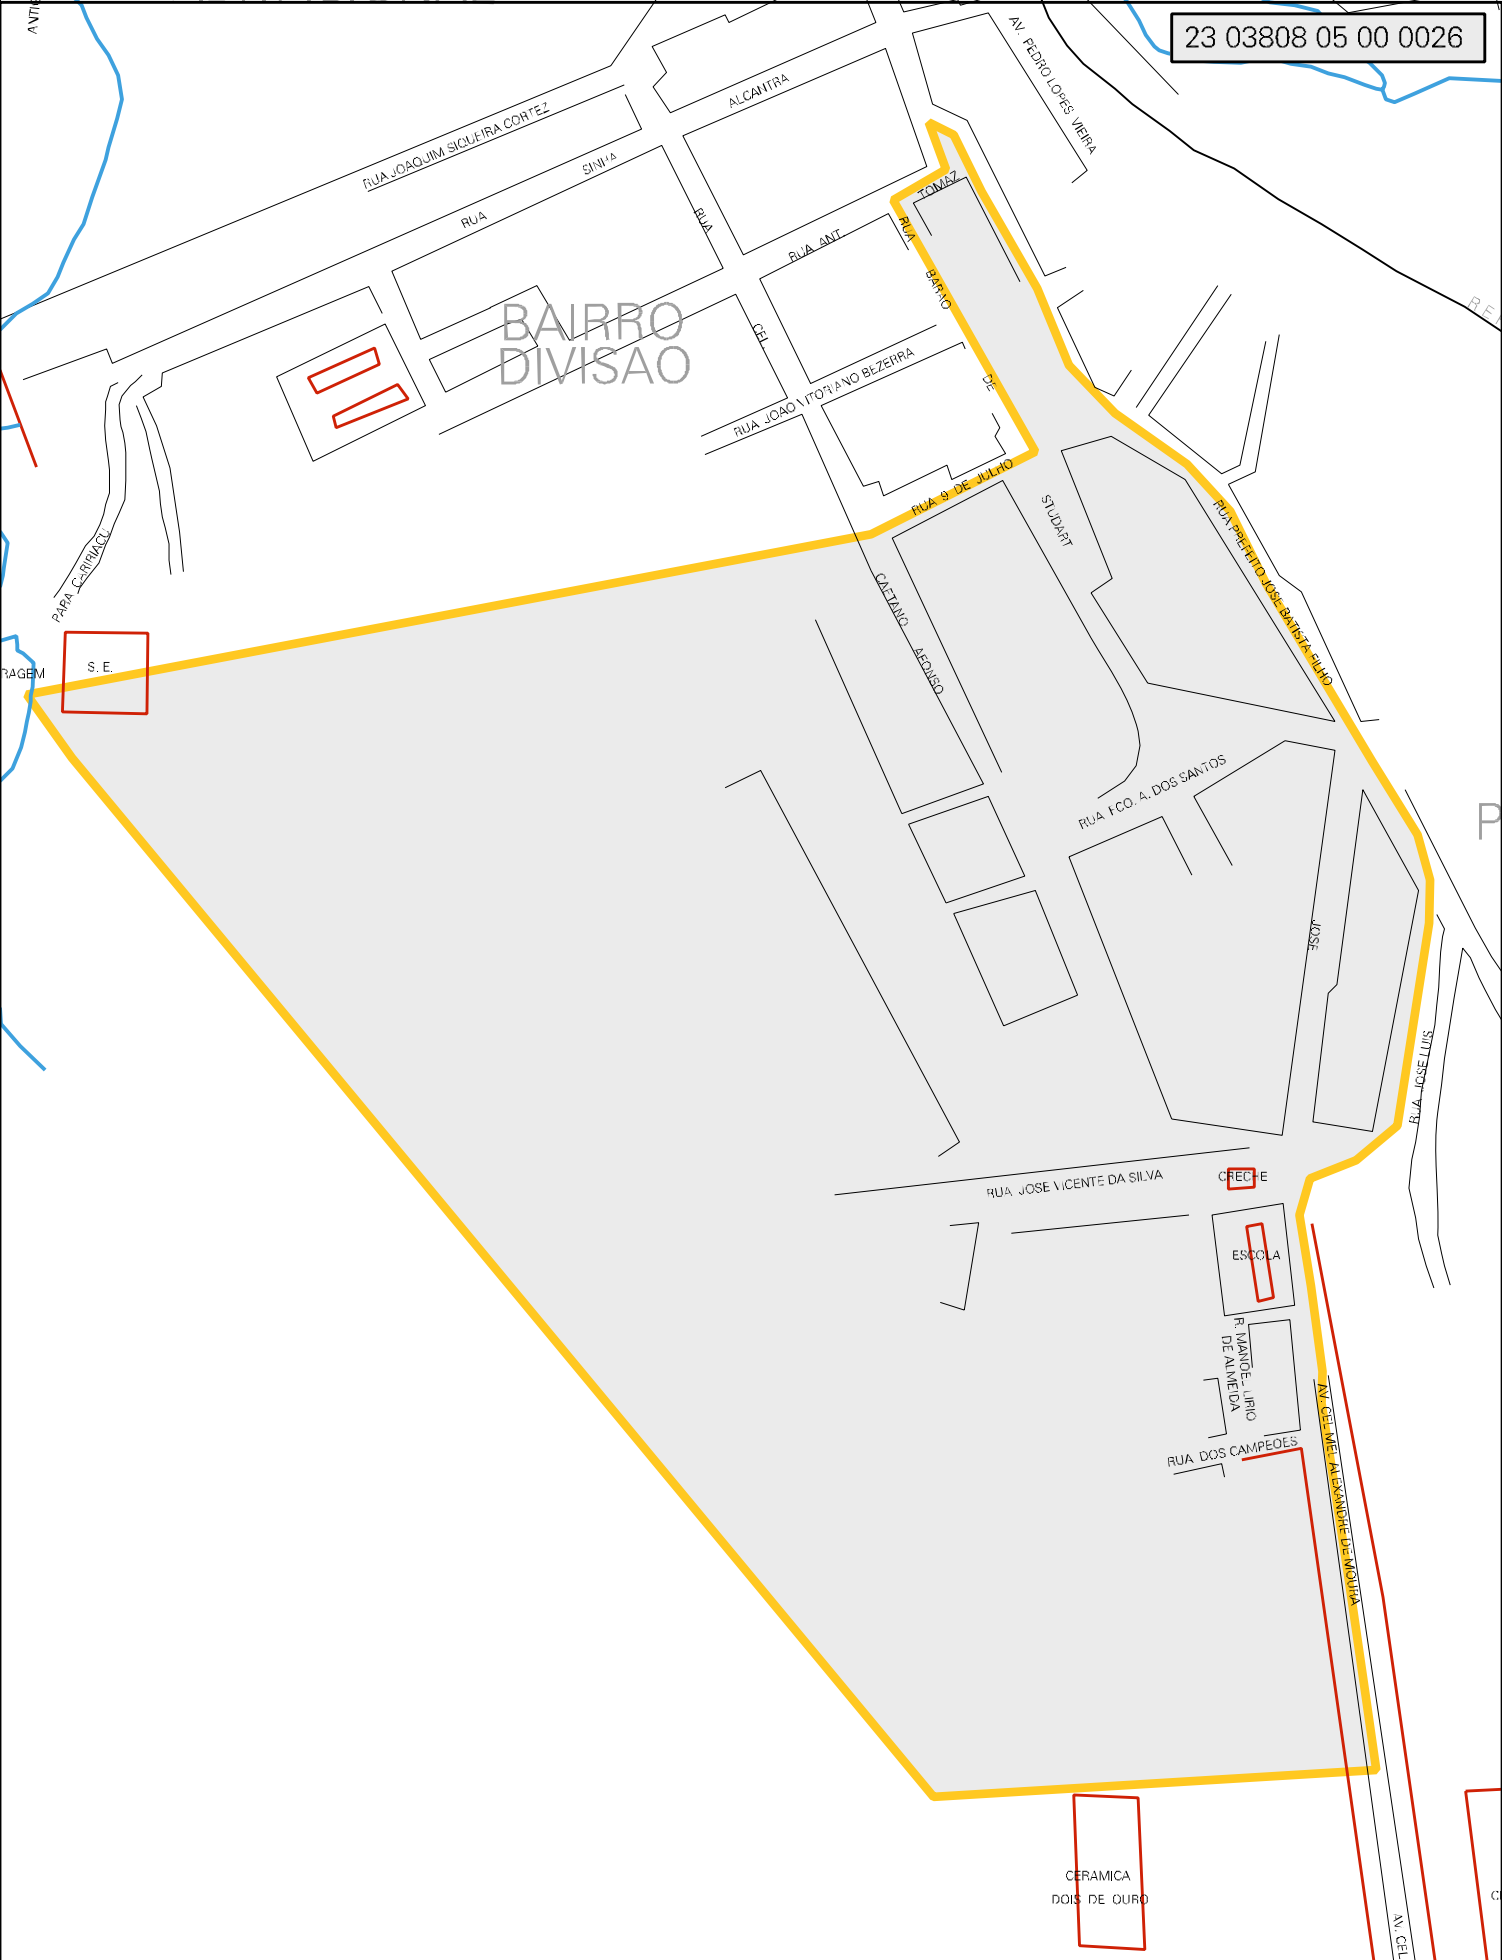 23 03808 05 00 0026
AV. PEDRO LOPES VIEIRA
ALCANTRA
RUA JOAQUIM SIQUEIRA CORTEZ
SINHA
RUA
RUA
TOMAZ
RUA
RUA ANT.
BARAO
BAIRRO
DIVISAO
CEL.
RUA JOAO VITORIANO BEZERRA
DE
RUA 9 DE JULHO
STUDART
RUA PREFEITO JOSE BATISTA FILHO
PARA CARIRIACU
CAETANO
AFONSO
RAGEM
S. E.
RUA FCO. A. DOS SANTOS
P
JOSE
RUA JOSE LUIS
RUA JOSE VICENTE DA SILVA
CRECHE
ESCOLA
R. MANOEL LIRIO
DE ALMEIDA
RUA DOS CAMPEOES
AV. CEL MEL ALEXANDRE DE MOURA
CERAMICA
DOIS DE OURO
AV. CEL